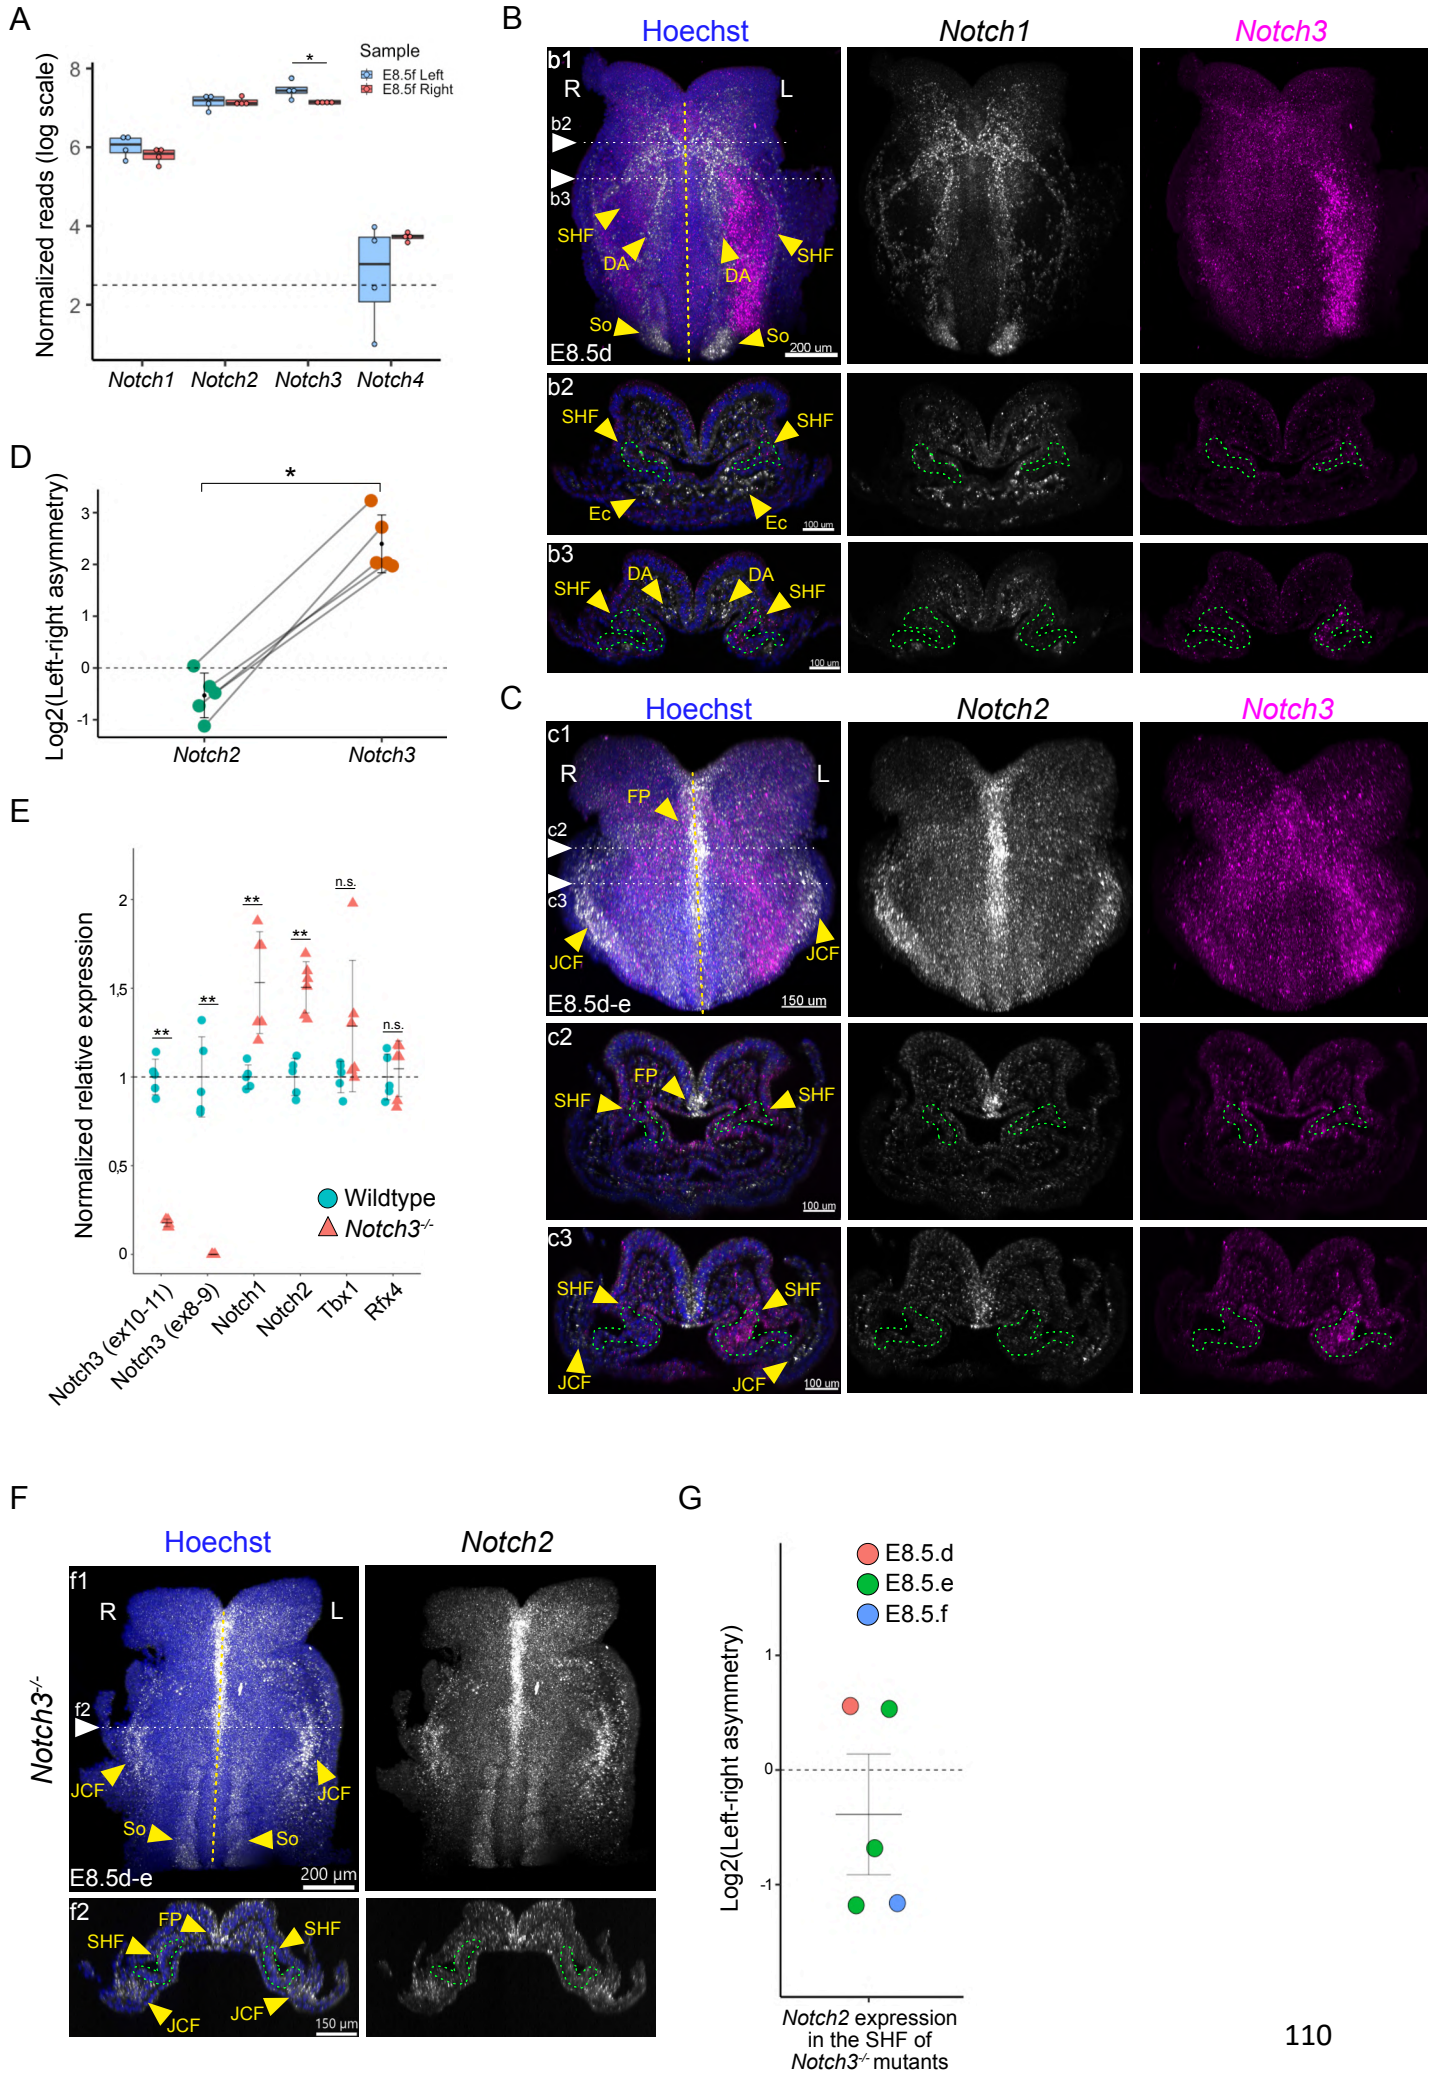 A
Sample
E8.5f Left
E8.5f Right
*
Normalized reads (log scale)
8
6
4
2
Notch1
Notch2
Notch3
Notch4
B
Hoechst
Notch1
Notch3
b1
R
L
b2
b3
SHF
DA
DA
SHF
So
So
E8.5d
200 um
b2
SHF
SHF
Ec
Ec
100 um
b3
SHF
DA
DA
SHF
100 um
C
Hoechst
Notch2
Notch3
c1
R
L
FP
c2
c3
JCF
JCF
E8.5d-e
150 um
c2
FP
SHF
SHF
100 um
c3
SHF
SHF
JCF
JCF
100 um
D
*
Log2(Left-right asymmetry)
3
2
1
0
-1
Notch2
Notch3
E
Normalized relative expression
2
1,5
1
0,5
0
**
**
**
**
n.s.
n.s.
Wildtype
Notch3-/-
Notch3 (ex10-11)
Notch3 (ex8-9)
Notch1
Notch2
Tbx1
Rfx4
F
Hoechst
Notch2
Notch3-/-
f1
R
L
f2
JCF
JCF
So
So
E8.5d-e
200 µm
f2
FP
SHF
SHF
JCF
JCF
150 µm
G
E8.5.d
E8.5.e
E8.5.f
Log2(Left-right asymmetry)
1
0
-1
Notch2 expression
in the SHF of
Notch3-/- mutants
110